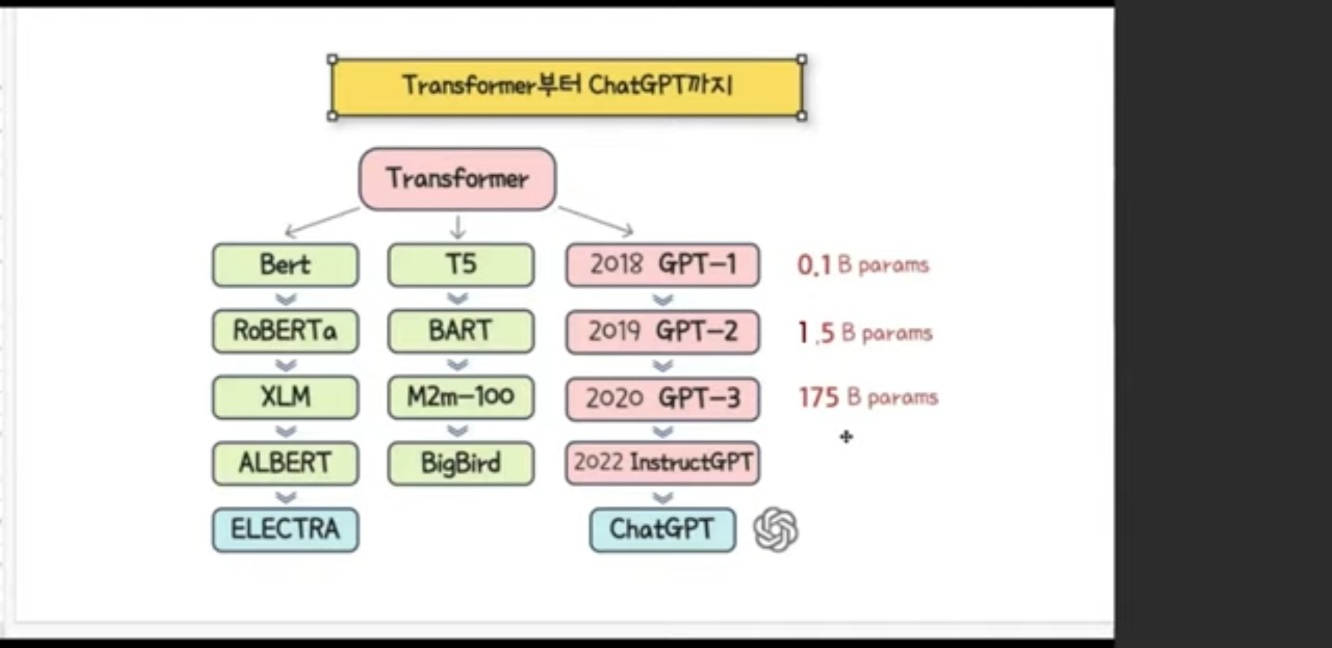 Transformer부터 ChatGPT까지
Transformer
Bert
T5
2018 GPT-1
0.1 B params
RoBERTa
BART
2019 GPT-2
1.5 B params
XLM
M2m-100
2020 GPT-3
175 B params
ALBERT
BigBird
2022 InstructGPT
ELECTRA
ChatGPT